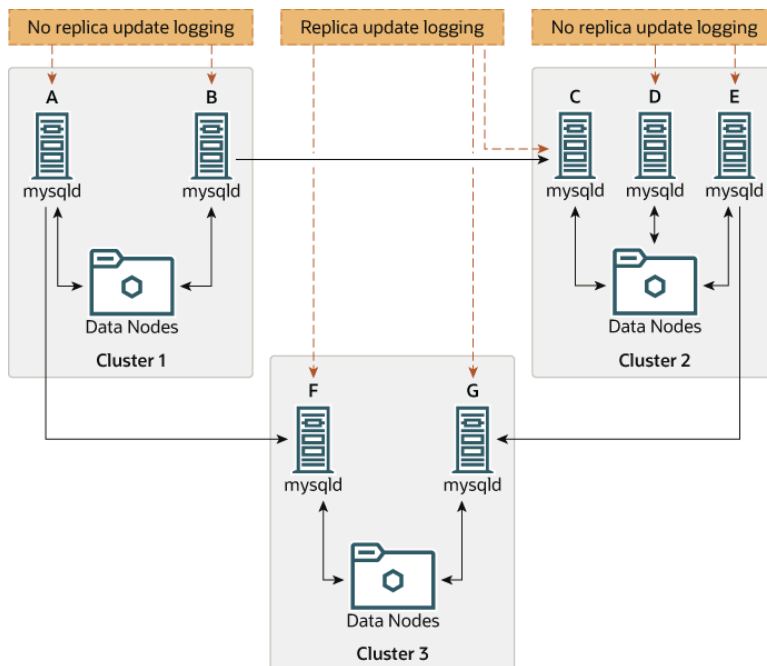 No replica update logging
Replica update logging
No replica update logging
A
B
C
D
E
mysqld
mysqld
mysqld
mysqld
mysqld
Data Nodes
Data Nodes
Cluster 1
Cluster 2
F
G
mysqld
mysqld
Data Nodes
Cluster 3